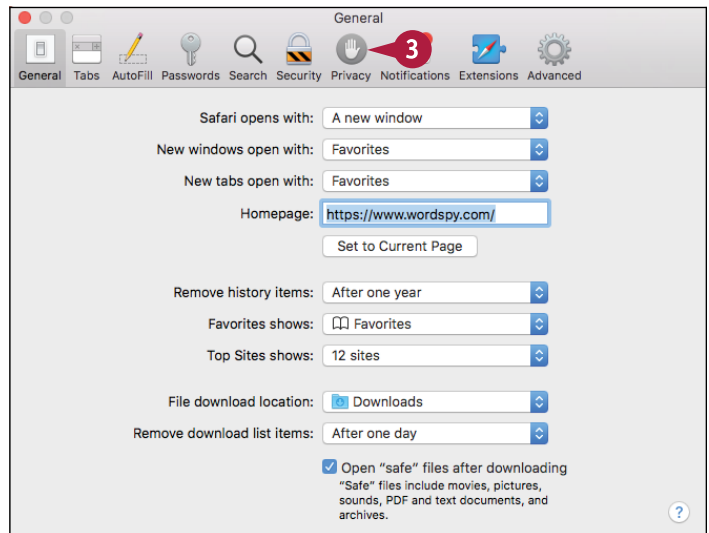 General
3
General Tabs AutoFill Passwords Search Security Privacy Notifications Extensions Advanced
Safari opens with: A new window
New windows open with: Favorites
New tabs open with: Favorites
Homepage: https://www.wordspy.com/
Set to Current Page
Remove history items: After one year
Favorites shows: Favorites
Top Sites shows: 12 sites
File download location: Downloads
Remove download list items: After one day
Open “safe” files after downloading
“Safe” files include movies, pictures,
sounds, PDF and text documents, and
archives.
?